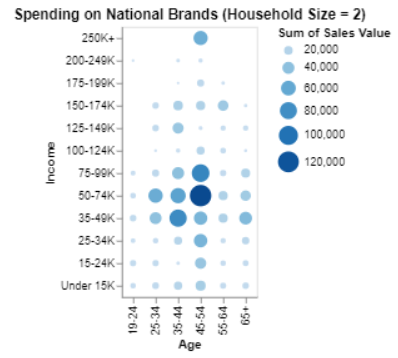 Spending on National Brands (Household Size = 2)
Sum of Sales Value
20,000
40,000
60,000
80,000
100,000
120,000
Income
250K+
200-249K
175-199K
150-174K
125-149K
100-124K
75-99K
50-74K
35-49K
25-34K
15-24K
Under 15K
19-24
25-34
35-44
45-54
55-64
65+
Age